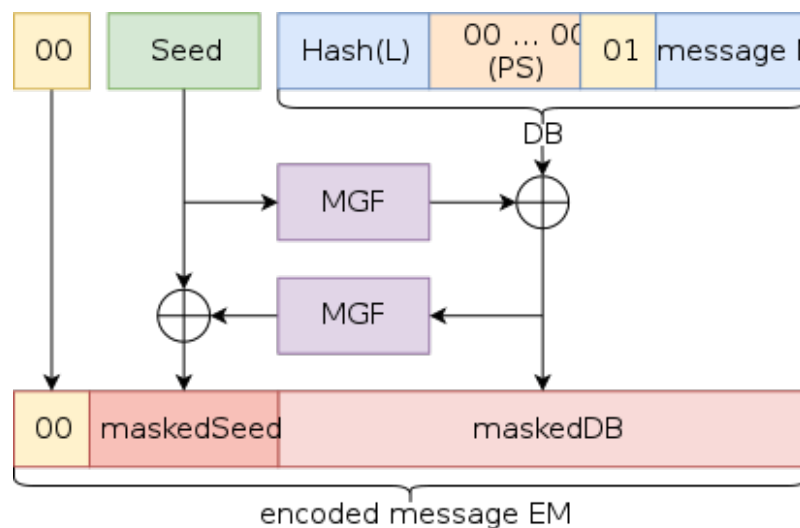 00
Seed
Hash(L)
00 ... 00
(PS)
01
message
DB
MGF
MGF
00
maskedSeed
maskedDB
encoded message EM